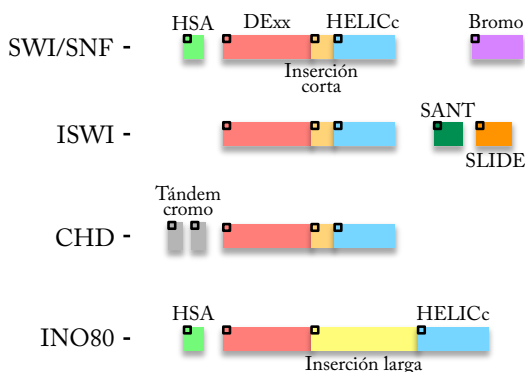 HSA DExx HELICc Bromo
SWI/SNF -
Inserción
corta
SANT
ISWI -
SLIDE
Tándem
cromo
CHD -
HSA HELICc
INO80 -
Inserción larga